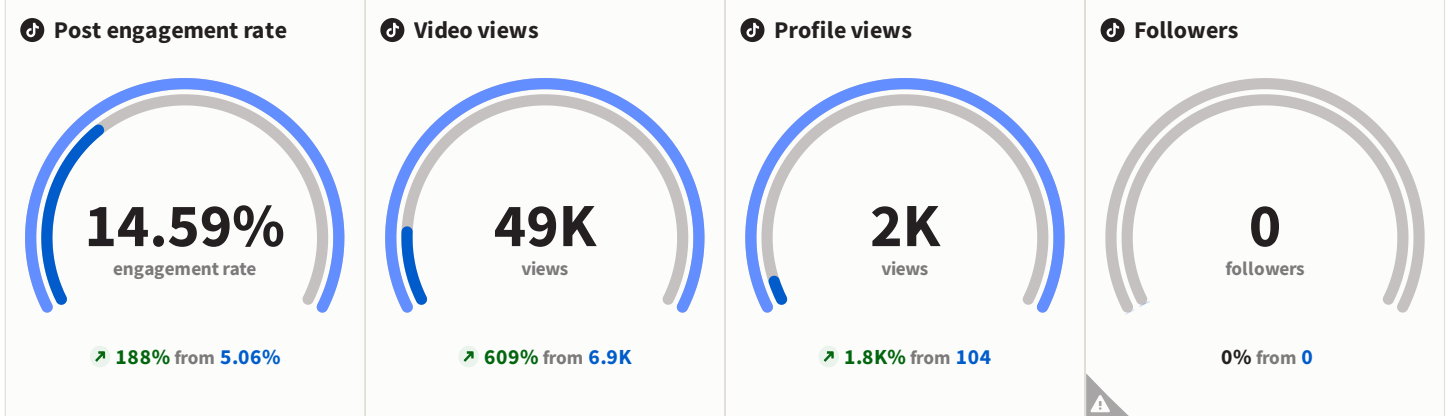 Post engagement rate
14.59%
engagement rate
188% from 5.06%
Video views
49K
views
609% from 6.9K
Profile views
2K
views
1.8K% from 104
Followers
0
followers
0% from 0